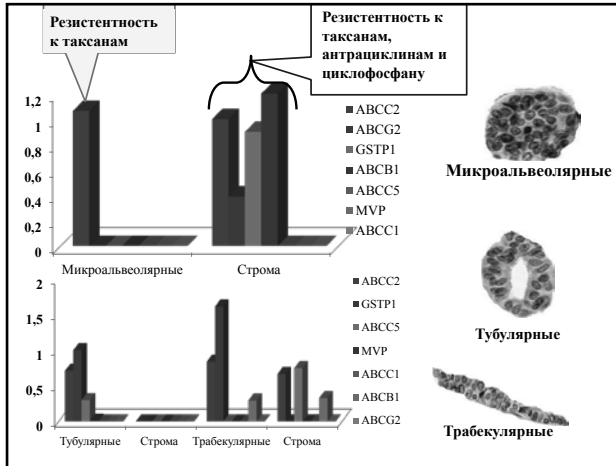 Резистентность
к таксанам
Резистентность к
таксанам,
антрациклинам и
циклофосфану
1,2
1
0,8
0,6
0,4
0,2
0
Микроальвеолярные
Строма
ABCC2
ABCG2
GSTP1
ABCB1
ABCC5
MVP
ABCC1
Микроальвеолярные
2
1,5
1
0,5
0
Тубулярные
Строма
Трабекулярные
Строма
ABCC2
GSTP1
ABCC5
MVP
ABCC1
ABCB1
ABCG2
Тубулярные
Трабекулярные